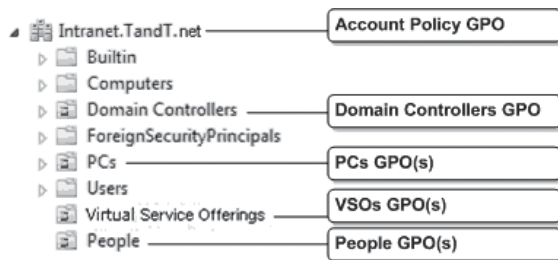 Intranet.TandT.net
Account Policy GPO
Builtin
Computers
Domain Controllers
Domain Controllers GPO
ForeignSecurityPrincipals
PCs
PCs GPO(s)
Users
Virtual Service Offerings
VSOs GPO(s)
People
People GPO(s)